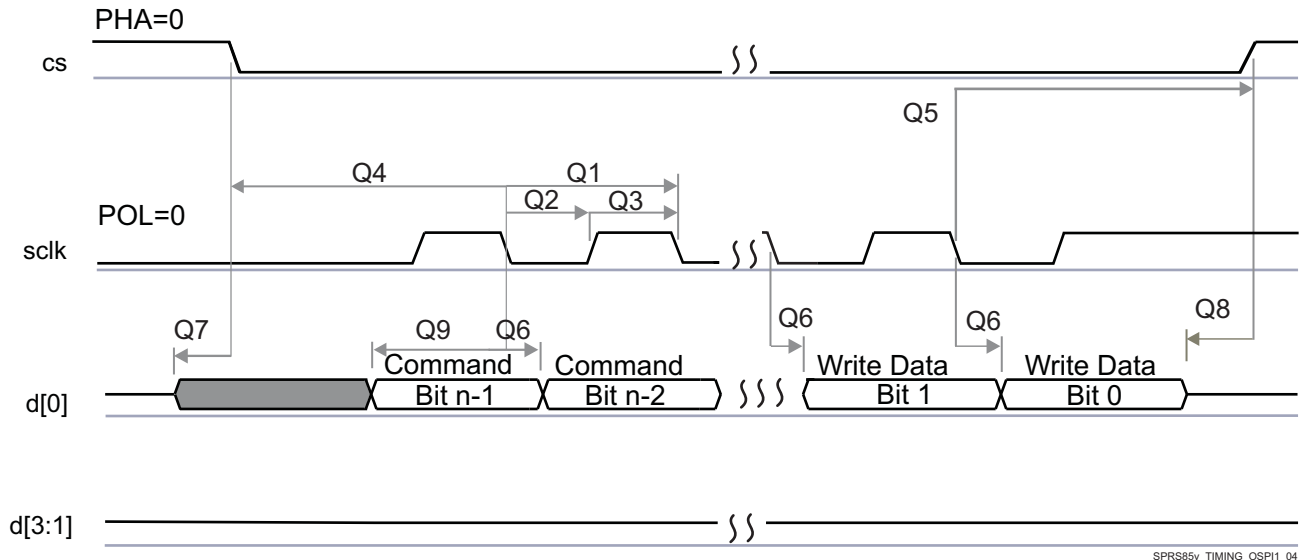 PHA=0
cs
Q5
Q4
Q1
Q2
Q3
POL=0
sclk
Q7
Q9
Q6
Q6
Q6
Q8
Command
Command
Write Data
Write Data
d[0]
Bit n-1
Bit n-2
Bit 1
Bit 0
d[3:1]
SPRS85v_TIMING_OSPI1_04